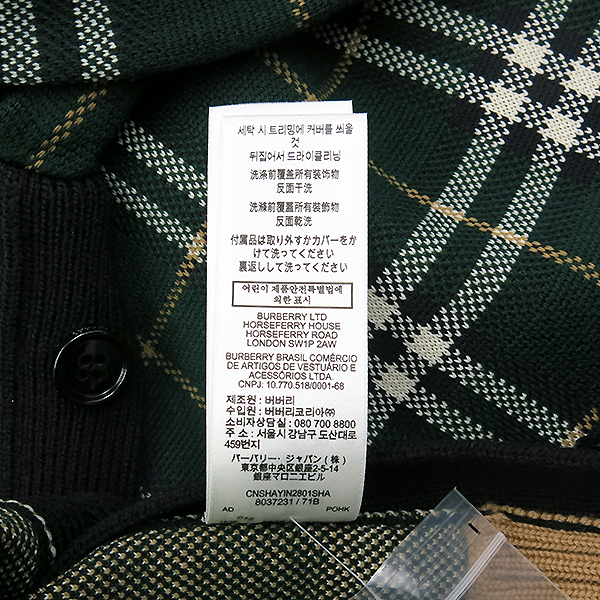 세탁 시 트리밍에 커버를 씌울
것
뒤집어서 드라이클리닝
洗涤前覆盖所有装饰物
反面干洗
洗滌前覆蓋所有裝飾物
反面乾洗
付属品は取り外すかカバーをか
けて洗ってください
裏返しして洗ってください
어린이 제품안전특별법에
의한 표시
BURBERRY LTD
HORSEFERRY HOUSE
HORSEFERRY ROAD
LONDON SW1P 2AW
BURBERRY BRASIL COMÉRCIO
DE ARTIGOS DE VESTUÁRIO E
ACESSÓRIOS LTDA.
CNPJ: 10.770.518/0001-68
제조원 : 버버리
수입원 : 버버리코리아(주)
소비자상담실 : 080 700 8800
주소 : 서울시 강남구 도산대로
459번지
バーバリー・ジャパン(株)
東京都中央区銀座2-5-14
銀座マロニエビル
CNSHAYIN2801SHA
8037231 / 71B
AD POHK